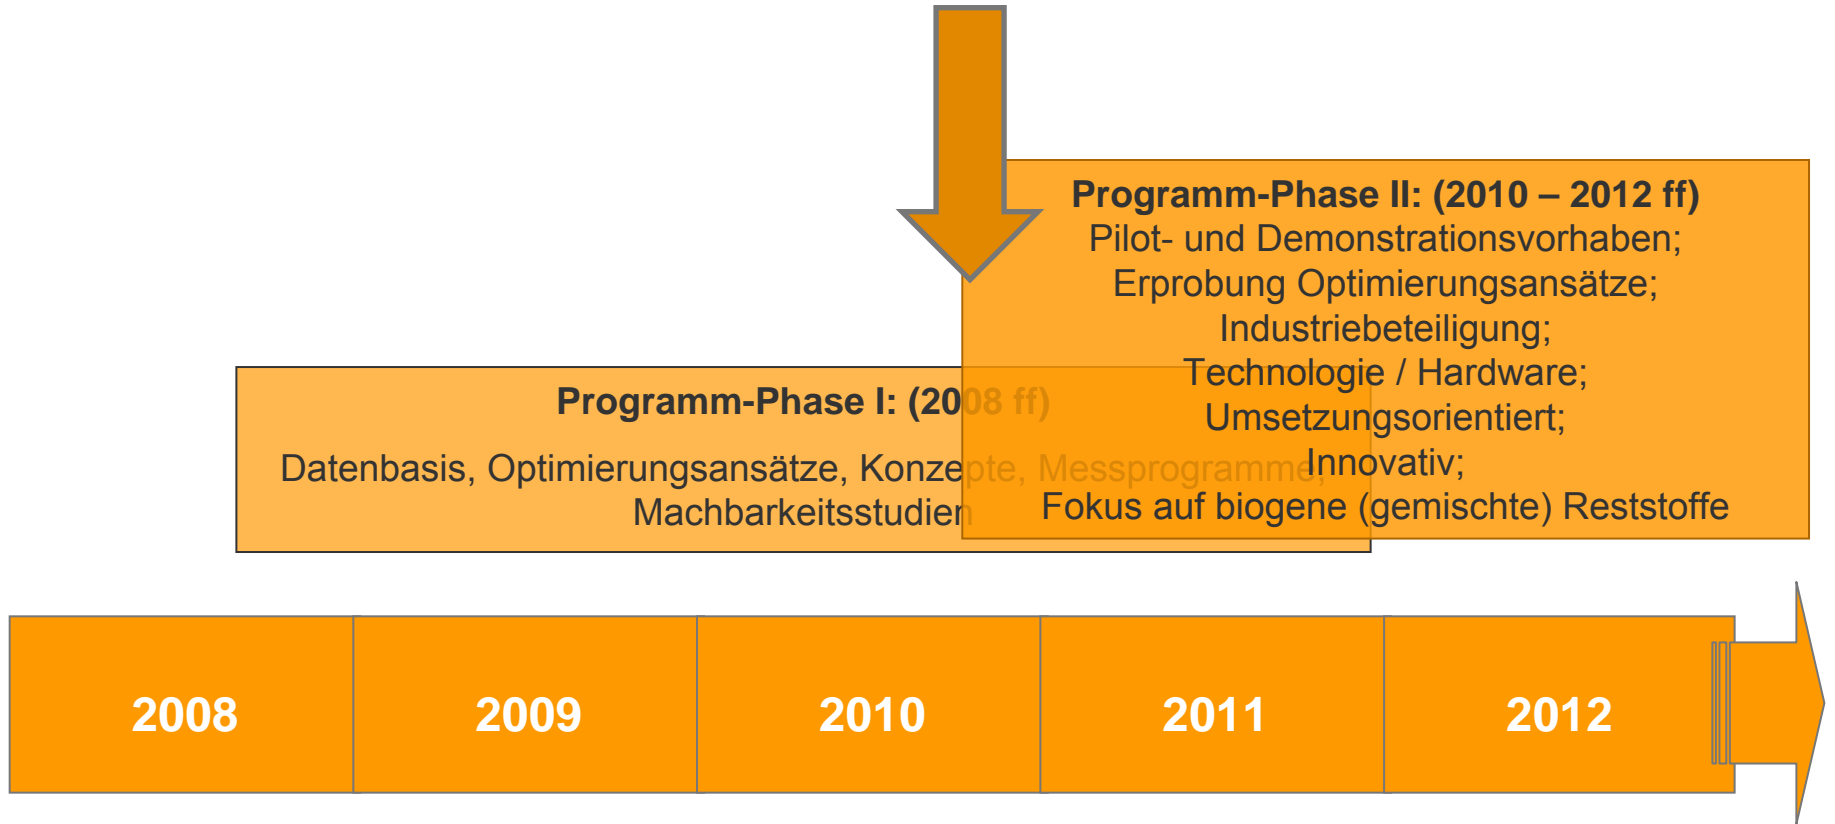 Programm-Phase II: (2010 – 2012 ff)
Pilot- und Demonstrationsvorhaben;
Erprobung Optimierungsansätze;
Industriebeteiligung;
Technologie / Hardware;
Umsetzungsorientiert;
Innovativ;
Fokus auf biogene (gemischte) Reststoffe
Programm-Phase I: (2008 ff)
Datenbasis, Optimierungsansätze, Konzepte, Messprogramme,
Machbarkeitsstudien
2008
2009
2010
2011
2012